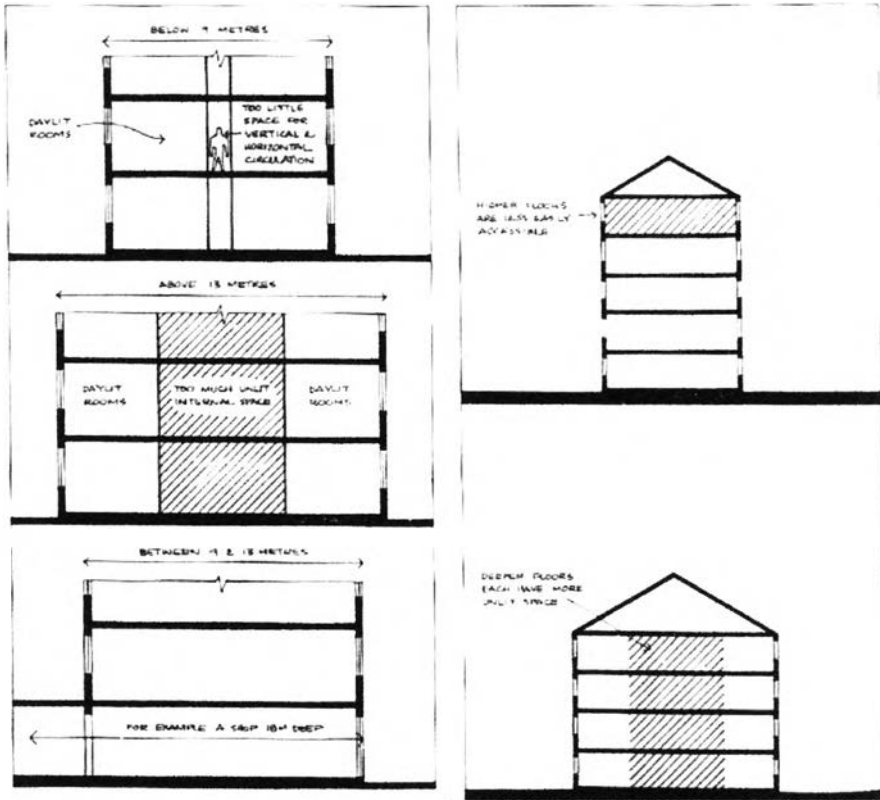 BELOW 9 METRES
DAYLIT
ROOMS
TOO LITTLE
SPACE FOR
VERTICAL &
HORIZONTAL
CIRCULATION
ABOVE 13 METRES
DAYLIT
ROOMS
TOO MUCH UNLIT
INTERNAL SPACE
DAYLIT
ROOMS
BETWEEN 9 & 13 METRES
FOR EXAMPLE A SHOP 18M DEEP
HIGHER FLOORS
ARE LESS EASILY
ACCESSIBLE
DEEPER FLOORS
EACH HAVE MORE
UNLIT SPACE